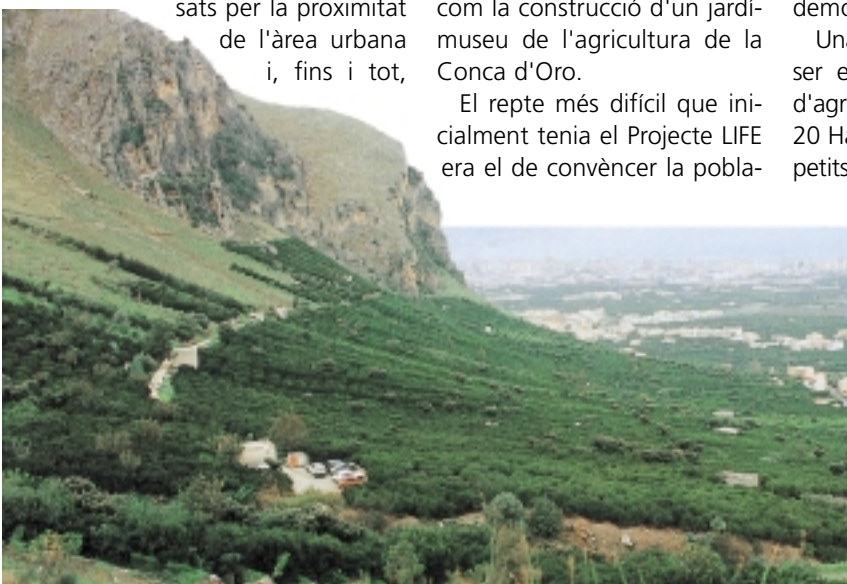 sats per la proximitat
de l'àrea urbana
i, fins i tot,
com la construcció d'un jardí-
museu de l'agricultura de la
Conca d'Oro.
El repte més difícil que ini-
cialment tenia el Projecte LIFE
era el de convèncer la pobla-
demo
Una
ser e
d'agr
20 Ha
petits